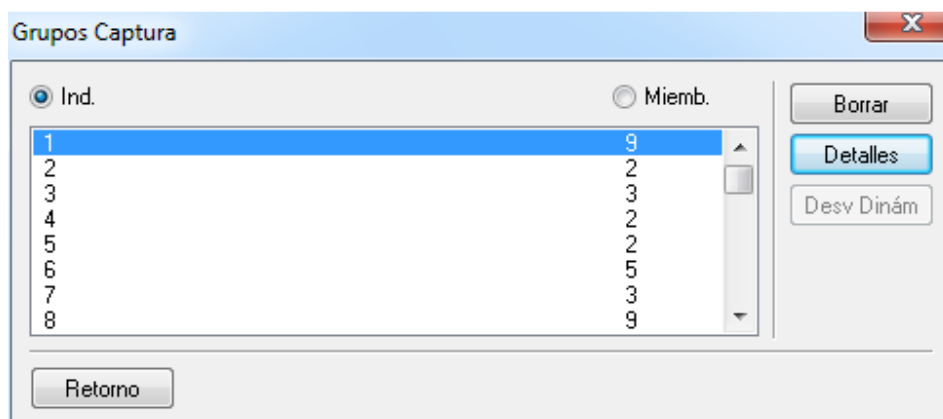 Grupos Captura
Ind. Miemb. Borrar
1 9
2 2 Detalles
3 3
4 2 Desv Dinám
5 2
6 5
7 3
8 9
Retorno